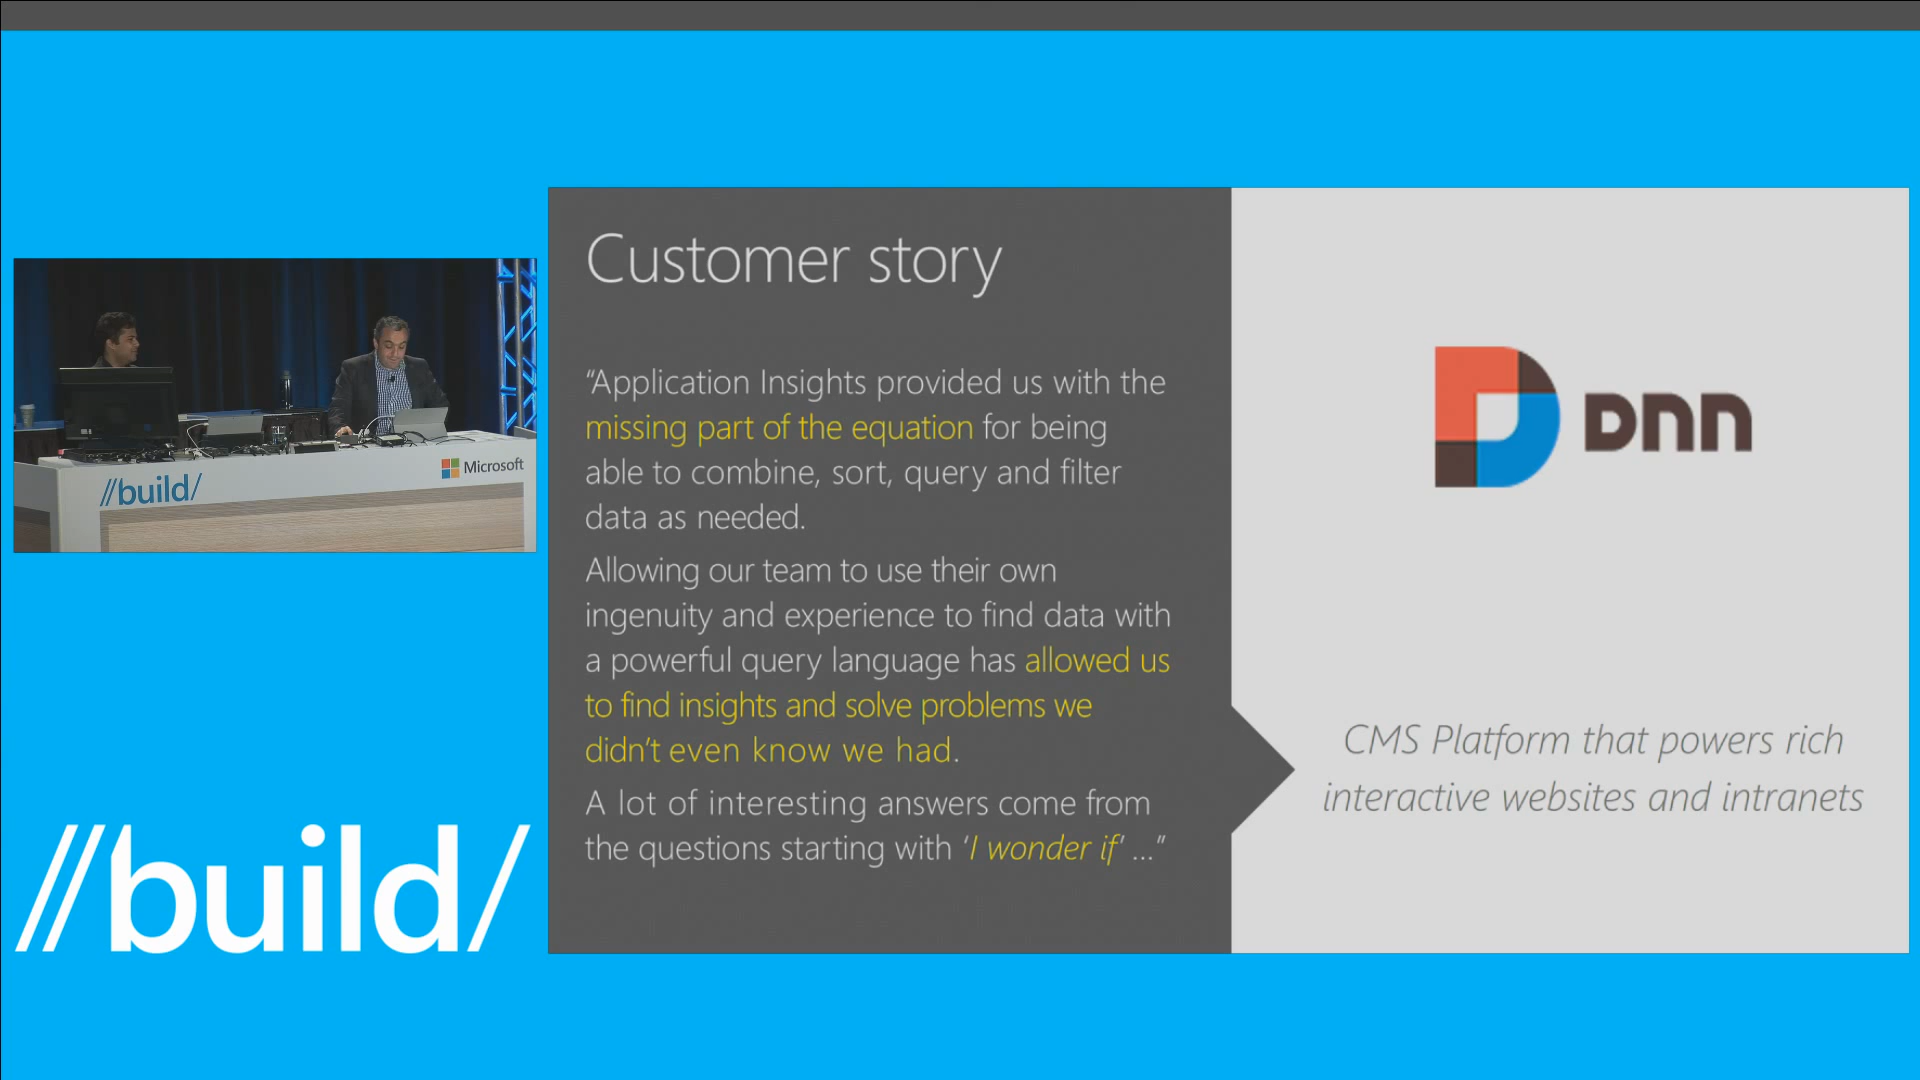 Customer story
“Application Insights provided us with the
missing part of the equation for being
able to combine, sort, query and filter
data as needed.
Allowing our team to use their own
ingenuity and experience to find data with
a powerful query language has allowed us
to find insights and solve problems we
didn’t even know we had.
A lot of interesting answers come from
the questions starting with ‘I wonder if’ ...”
DNN
CMS Platform that powers rich
interactive websites and intranets
//build/
Microsoft
//build/